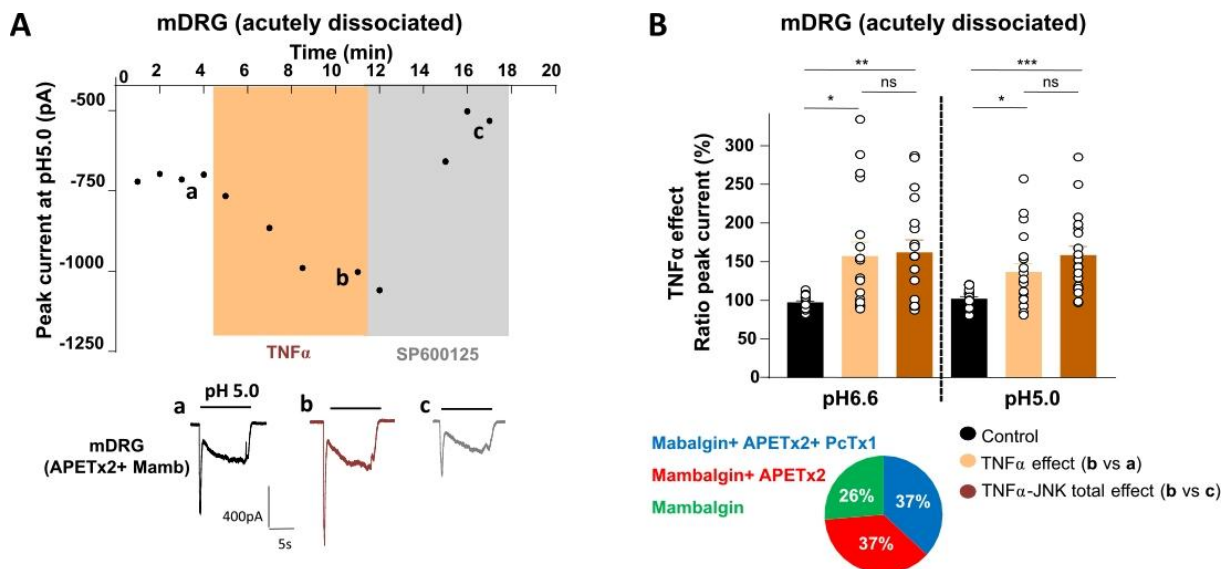 A
mDRG (acutely dissociated)
Time (min)
0 2 4 6 8 10 12 14 16 18 20
Peak current at pH5.0 (pA)
-500
-750
-1000
-1250
a
b
c
TNFα
SP600125
a
pH 5.0
b
c
mDRG
(APETx2+ Mamb)
400pA
5s
B
mDRG (acutely dissociated)
** ***
ns ns
* *
TNFα effect
Ratio peak current (%)
300
250
200
150
100
50
0
pH6.6 pH5.0
Mabalgin+ APETx2+ PcTx1
Mambalgin+ APETx2
Mambalgin
26%
37%
37%
Control
TNFα effect (b vs a)
TNFα-JNK total effect (b vs c)